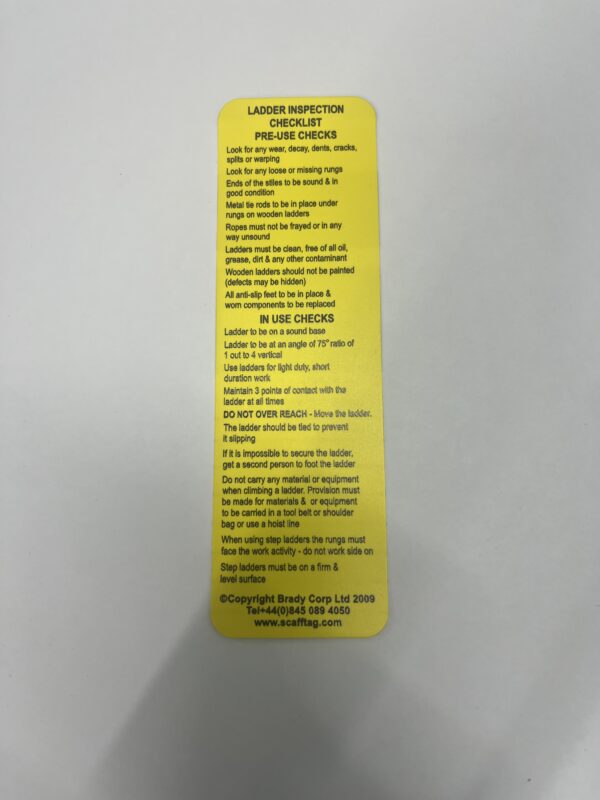 LADDER INSPECTION
CHECKLIST
PRE-USE CHECKS
Look for any wear, decay, dents, cracks,
splits or warping
Look for any loose or missing rungs
Ends of the stiles to be sound & in
good condition
Metal tie rods to be in place under
rungs on wooden ladders
Ropes must not be frayed or in any
way unsound
Ladders must be clean, free of all oil,
grease, dirt & any other contaminant
Wooden ladders should not be painted
(defects may be hidden)
All anti-slip feet to be in place &
worn components to be replaced
IN USE CHECKS
Ladder to be on a sound base
Ladder to be at an angle of 75° ratio of
1 out to 4 vertical
Use ladders for light duty, short
duration work
Maintain 3 points of contact with the
ladder at all times
DO NOT OVER REACH - Move the ladder.
The ladder should be tied to prevent
it slipping
If it is impossible to secure the ladder,
get a second person to foot the ladder
Do not carry any material or equipment
when climbing a ladder. Provision must
be made for materials & or equipment
to be carried in a tool belt or shoulder
bag or use a hoist line
When using step ladders the rungs must
face the work activity - do not work side on
Step ladders must be on a firm &
level surface
©Copyright Brady Corp Ltd 2009
Tel+44(0)845 089 4050
www.scafftag.com